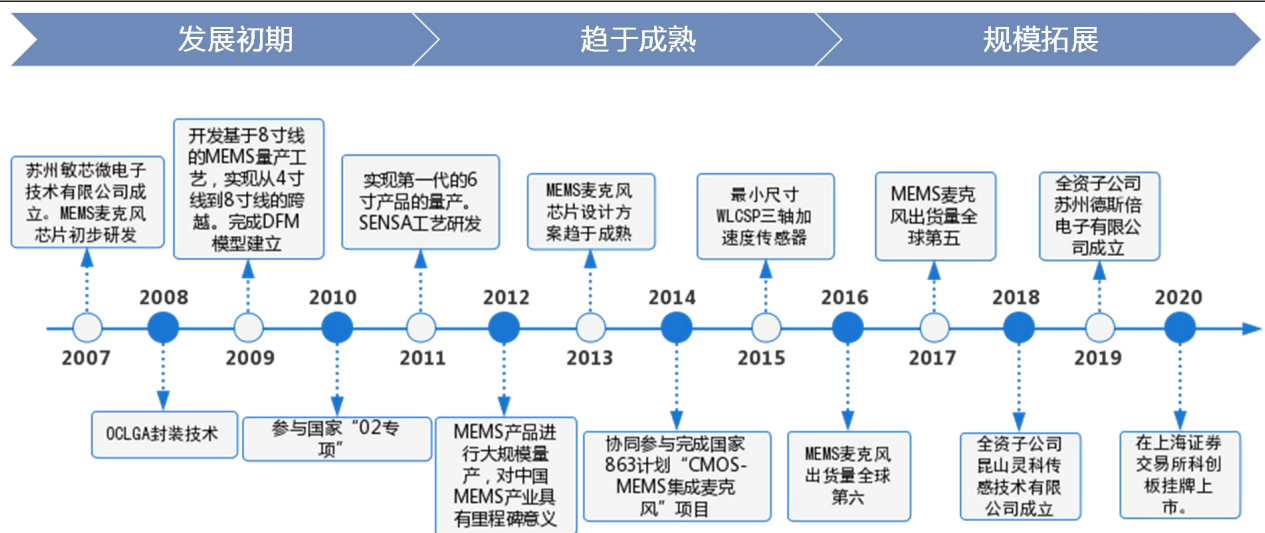 发展初期
趋于成熟
规模拓展
苏州敏芯微电子
技术有限公司成
立。MEMS麦克风
芯片初步研发
开发基于8寸线
的MEMS量产工
艺，实现从4寸
线到8寸线的跨
越。完成DFM
模型建立
实现第一代的6
寸产品的量产。
SENSA工艺研发
MEMS麦克风
芯片设计方
案趋于成熟
最小尺寸
WLCSP三轴加
速度传感器
MEMS麦克
风出货量全
球第五
全资子公司
苏州德斯倍
电子有限公
司成立
2008
2010
2012
2014
2016
2018
2020
2007
2009
2011
2013
2015
2017
2019
OCLGA封装技术
参与国家“02专
项”
MEMS产品进
行大规模量
产，对中国
MEMS产业具
有里程碑意义
协同参与完成国家
863计划“CMOS-
MEMS集成麦克
风”项目
MEMS麦克风
出货量全球
第六
全资子公司
昆山灵科传
感技术有限
公司成立
在上海证券
交易所科创
板挂牌上
市。